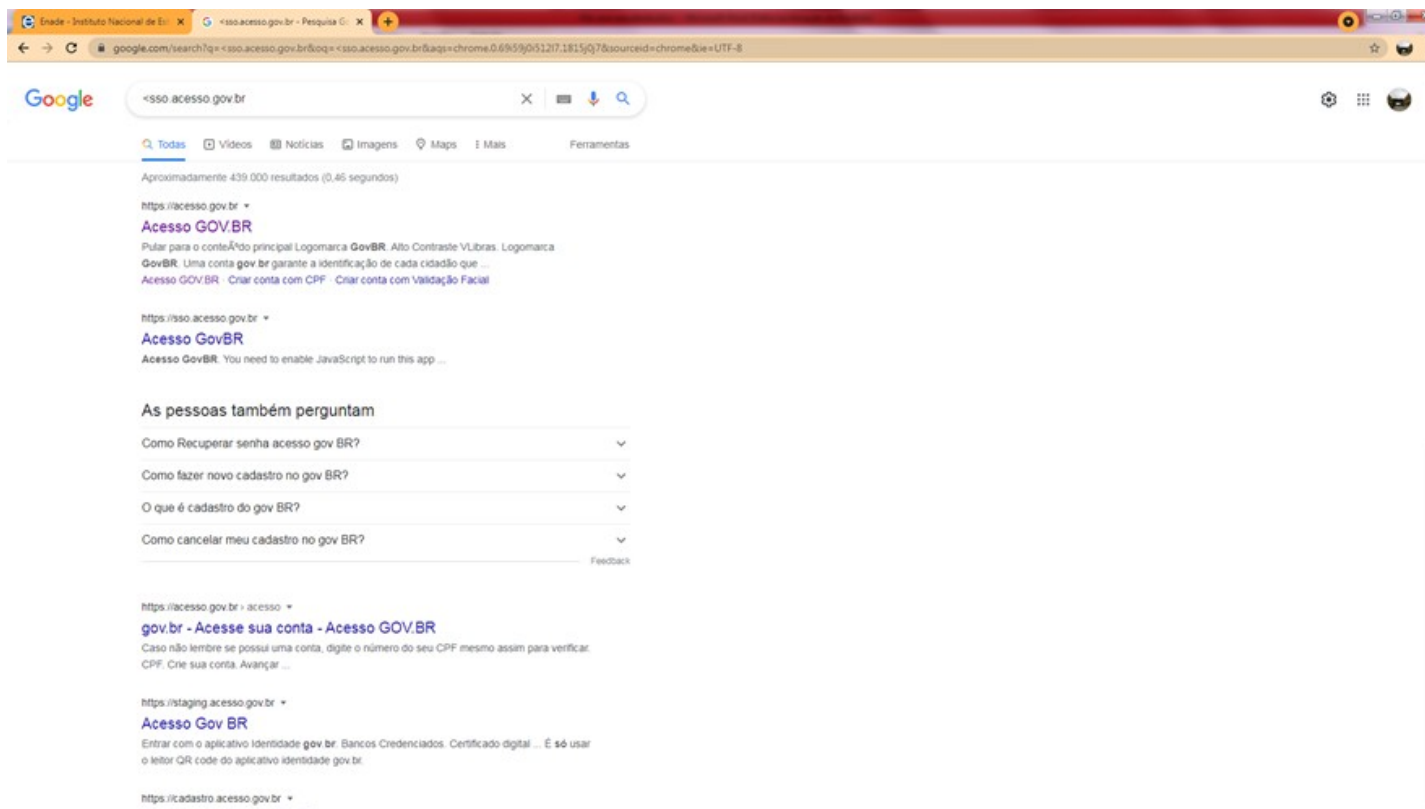 Enade - Instituto Nacional de Es
<sso.acesso.gov.br - Pesquisa G
google.com/search?q=<sso.acesso.gov.br&oq=<sso.acesso.gov.br&aqs=chrome.0.69i59j0i512l7.1815j0j7&sourceid=chrome&ie=UTF-8
Google
<sso.acesso.gov.br
Todas Vídeos Notícias Imagens Maps Mais Ferramentas
Aproximadamente 439.000 resultados (0,46 segundos)
https://acesso.gov.br
Acesso GOV.BR
Pular para o conteÃºdo principal Logomarca GovBR. Alto Contraste VLibras. Logomarca
GovBR. Uma conta gov.br garante a identificação de cada cidadão que ...
Acesso GOV.BR · Criar conta com CPF · Criar conta com Validação Facial
https://sso.acesso.gov.br
Acesso GovBR
Acesso GovBR. You need to enable JavaScript to run this app ...
As pessoas também perguntam
Como Recuperar senha acesso gov BR?
Como fazer novo cadastro no gov BR?
O que é cadastro do gov BR?
Como cancelar meu cadastro no gov BR?
Feedback
https://acesso.gov.br › acesso
gov.br - Acesse sua conta - Acesso GOV.BR
Caso não lembre se possui uma conta, digite o número do seu CPF mesmo assim para verificar.
CPF. Crie sua conta. Avançar ...
https://staging.acesso.gov.br
Acesso Gov BR
Entrar com o aplicativo Identidade gov.br. Bancos Credenciados. Certificado digital ... É só usar
o leitor QR code do aplicativo identidade gov.br.
https://cadastro.acesso.gov.br